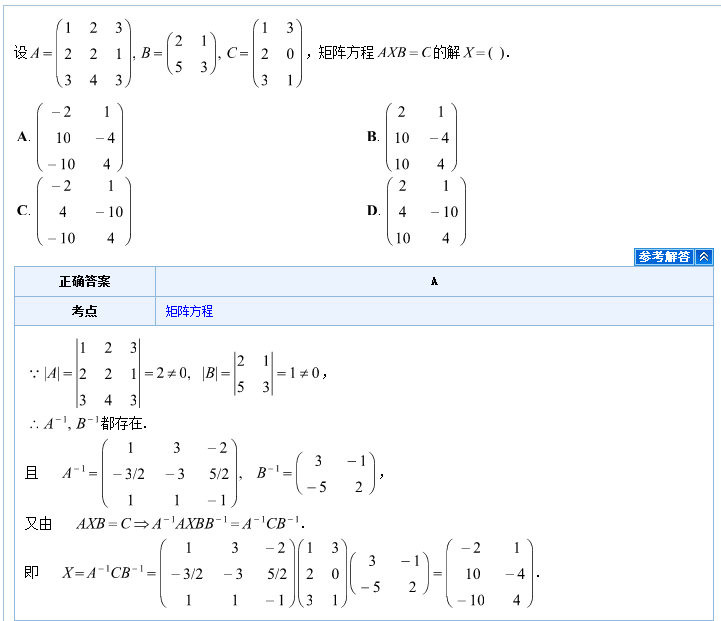 设 A = ( 1 2 3 ; 2 2 1 ; 3 4 3 ), B = ( 2 1 ; 5 3 ), C = ( 1 3 ; 2 0 ; 3 1 ), 矩阵方程 AXB = C 的解 X = ( ).
A. ( −2 1 ; 10 −4 ; −10 4 ) B. ( 2 1 ; 10 −4 ; 10 4 )
C. ( −2 1 ; 4 −10 ; −10 4 ) D. ( 2 1 ; 4 −10 ; 10 4 )
参考解答
正确答案 A
考点 矩阵方程
∵ |A| = | 1 2 3 ; 2 2 1 ; 3 4 3 | = 2 ≠ 0, |B| = | 2 1 ; 5 3 | = 1 ≠ 0,
∴ A⁻¹, B⁻¹ 都存在.
且 A⁻¹ = ( 1 3 −2 ; −3/2 −3 5/2 ; 1 1 −1 ), B⁻¹ = ( 3 −1 ; −5 2 ),
又由 AXB = C ⇒ A⁻¹AXBB⁻¹ = A⁻¹CB⁻¹.
即 X = A⁻¹CB⁻¹ = ( 1 3 −2 ; −3/2 −3 5/2 ; 1 1 −1 ) ( 1 3 ; 2 0 ; 3 1 ) ( 3 −1 ; −5 2 ) = ( −2 1 ; 10 −4 ; −10 4 ).